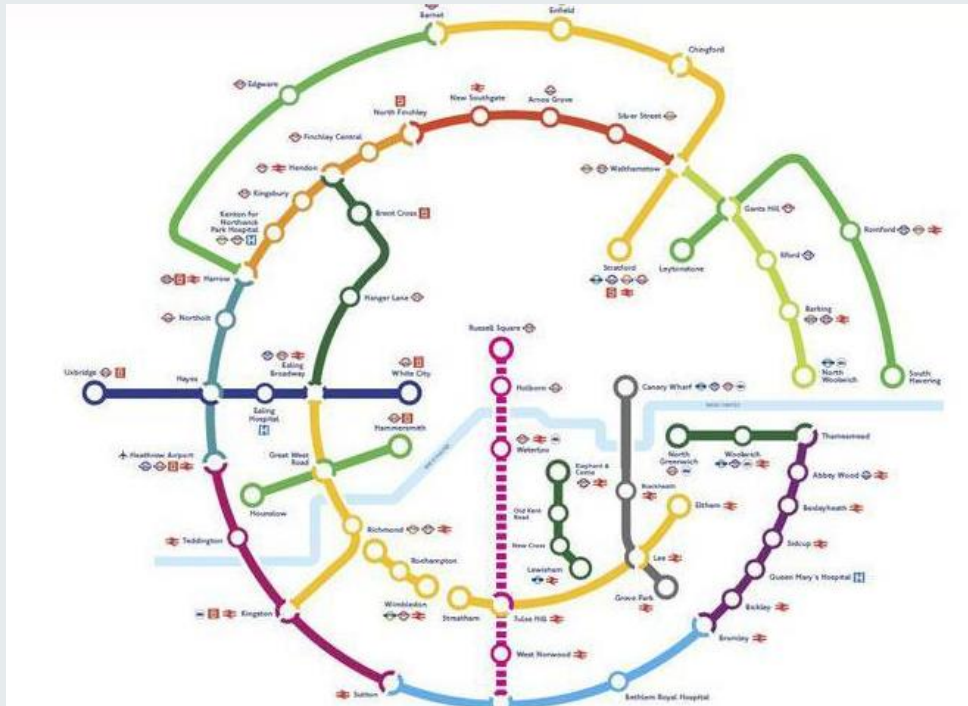 Barnet
Enfield
Chingford
Edgware
North Finchley
New Southgate
Arnos Grove
Silver Street
Finchley Central
Hendon
Walthamstow
Kingsbury
Kenton for
Northwick
Park Hospital
H
Brent Cross
Gants Hill
Romford
Stratford
Leytonstone
Ilford
Harrow
Hanger Lane
Northolt
Barking
Russell Square
Uxbridge
Hayes
Ealing
Broadway
White City
Ealing
Hospital
H
Holborn
Canary Wharf
North
Woolwich
South
Havering
Hammersmith
Great West
Road
Waterloo
North
Greenwich
Woolwich
Thamesmead
Heathrow Airport
Elephant &
Castle
Abbey Wood
Hounslow
Blackheath
Bexleyheath
Old Kent
Road
Eltham
Teddington
Richmond
Sidcup
New Cross
Roehampton
Lewisham
Lee
Queen Mary's Hospital H
Wimbledon
Grove Park
Bickley
Kingston
Streatham
Tulse Hill
Bromley
West Norwood
Sutton
Bethlem Royal Hospital